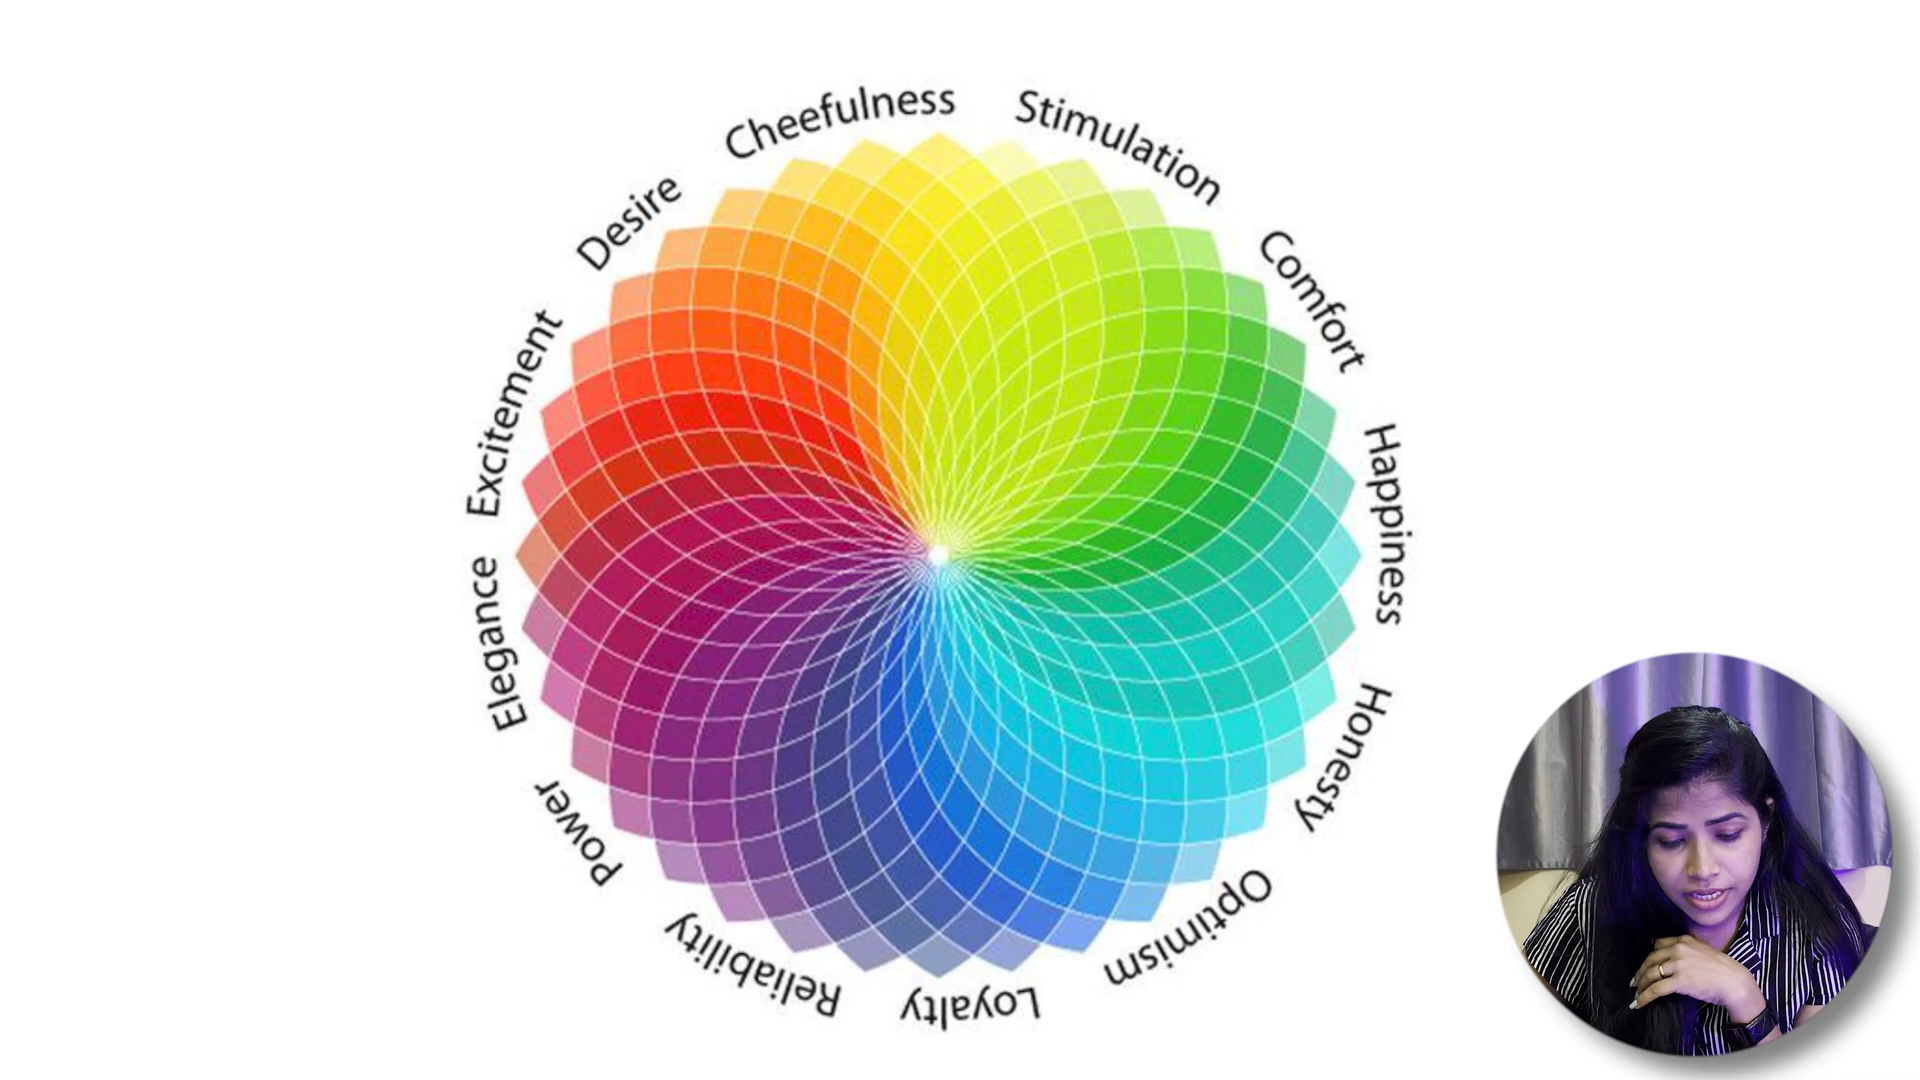 Cheefulness
Stimulation
Comfort
Happiness
Honesty
Optimism
Loyalty
Reliability
Power
Elegance
Excitement
Desire